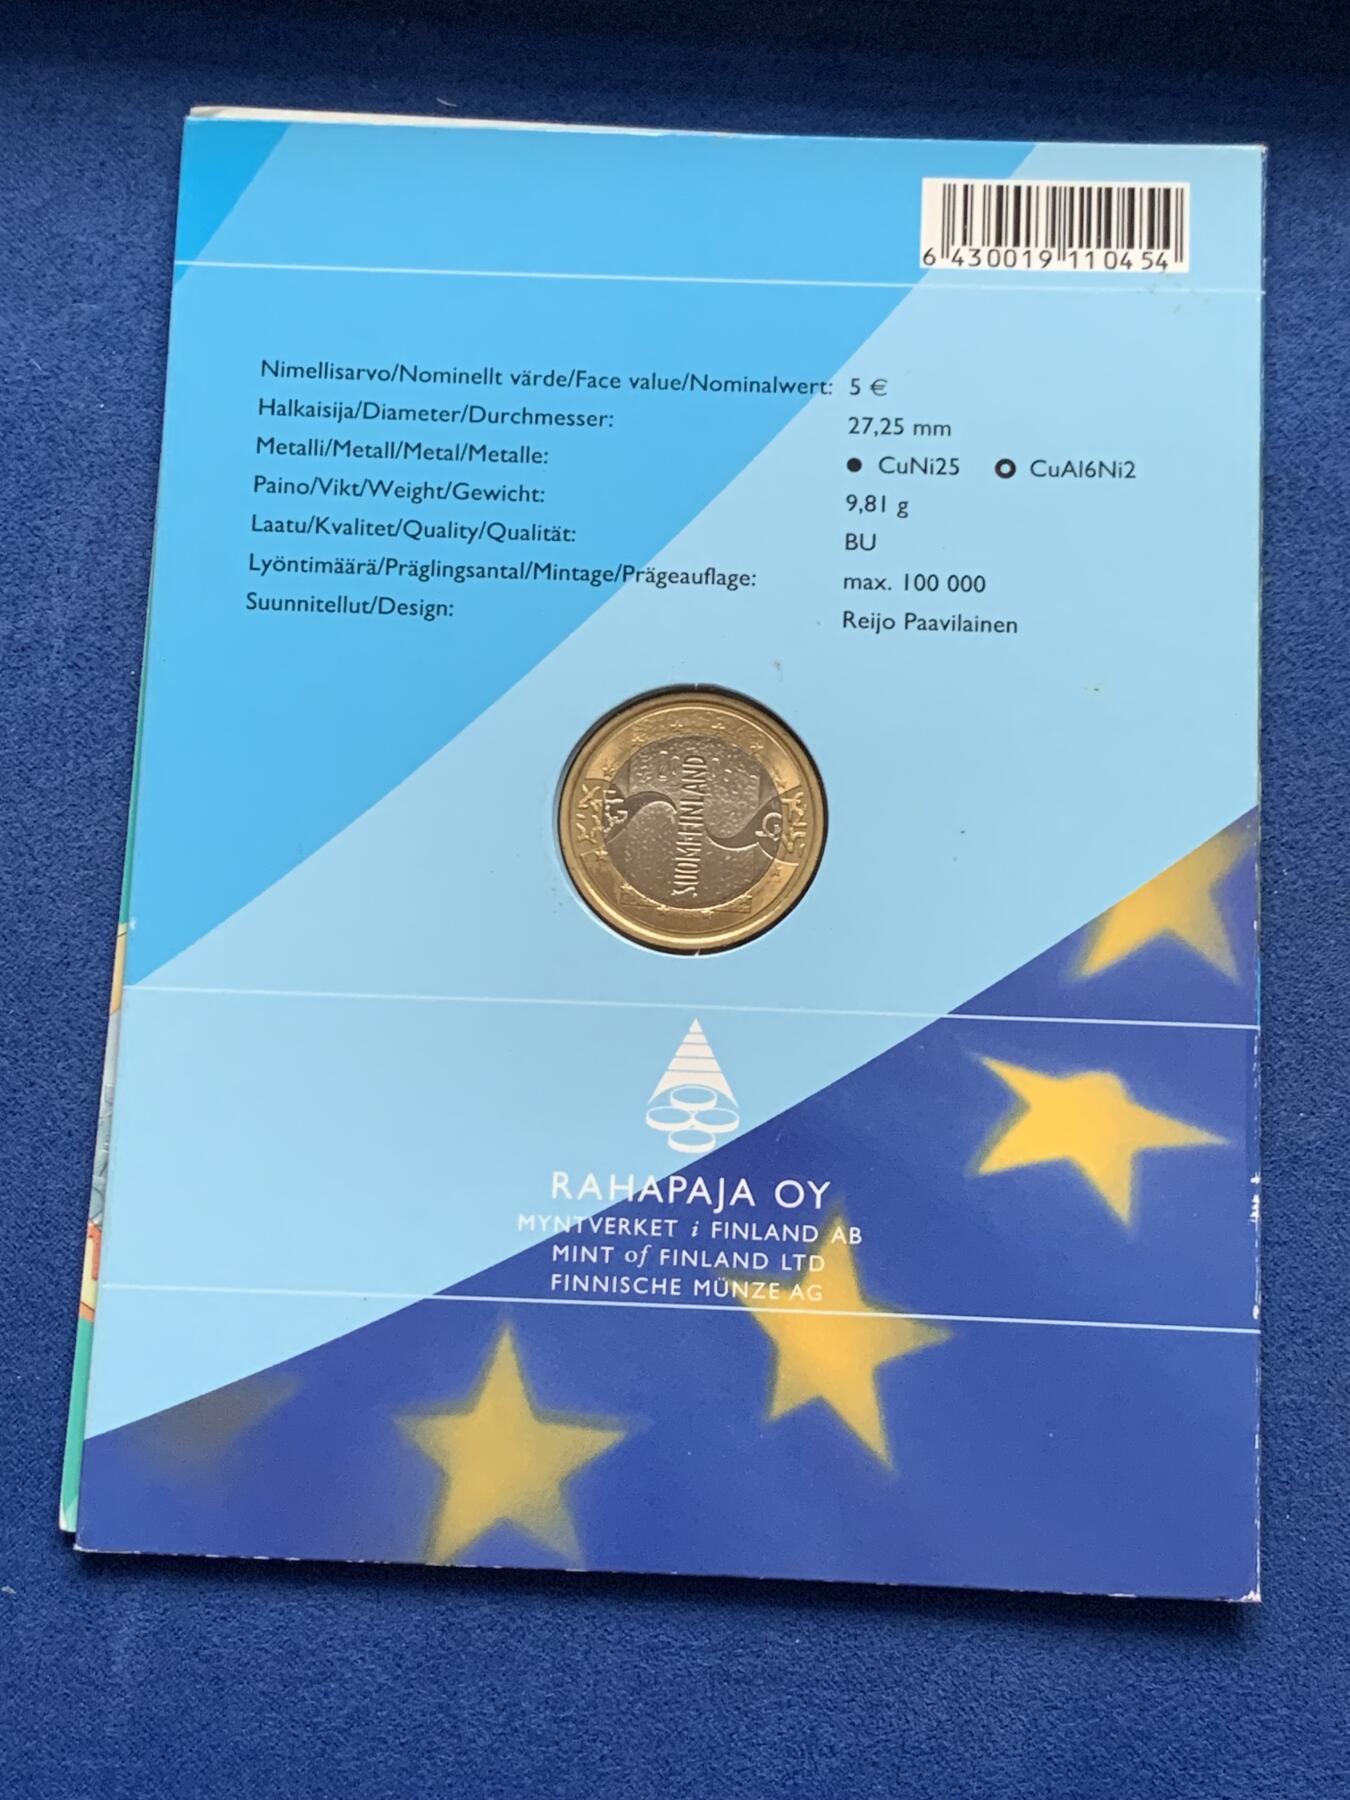 6 430019 110454
Nimellisarvo/Nominellt värde/Face value/Nominalwert: 5 €
Halkaisija/Diameter/Durchmesser: 27,25 mm
Metalli/Metall/Metal/Metalle: ● CuNi25 O CuAl6Ni2
Paino/Vikt/Weight/Gewicht: 9,81 g
Laatu/Kvalitet/Quality/Qualität: BU
Lyöntimäärä/Präglingsantal/Mintage/Prägeauflage: max. 100 000
Suunnitellut/Design: Reijo Paavilainen
SUOMI FINLAND
RAHAPAJA OY
MYNTVERKET i FINLAND AB
MINT of FINLAND LTD
FINNISCHE MÜNZE AG